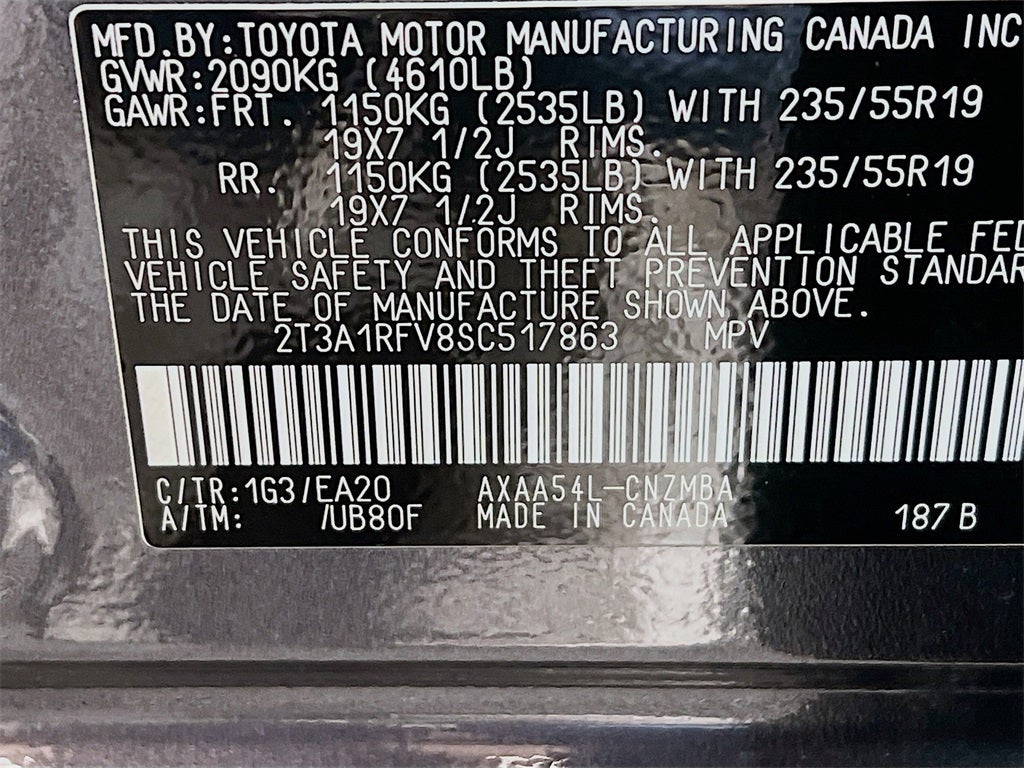 MFD.BY:TOYOTA MOTOR MANUFACTURING CANADA INC
GVWR:2090KG (4610LB)
GAWR:FRT. 1150KG (2535LB) WITH 235/55R19
19X7 1/2J RIMS.
RR. 1150KG (2535LB) WITH 235/55R19
19X7 1/2J RIMS.
THIS VEHICLE CONFORMS TO ALL APPLICABLE FED
VEHICLE SAFETY AND THEFT PREVENTION STANDAR
THE DATE OF MANUFACTURE SHOWN ABOVE.
2T3A1RFV8SC517863 MPV
C/TR:1G3/EA20 AXAA54L-CNZMBA
A/TM: /UB80F MADE IN CANADA 187 B